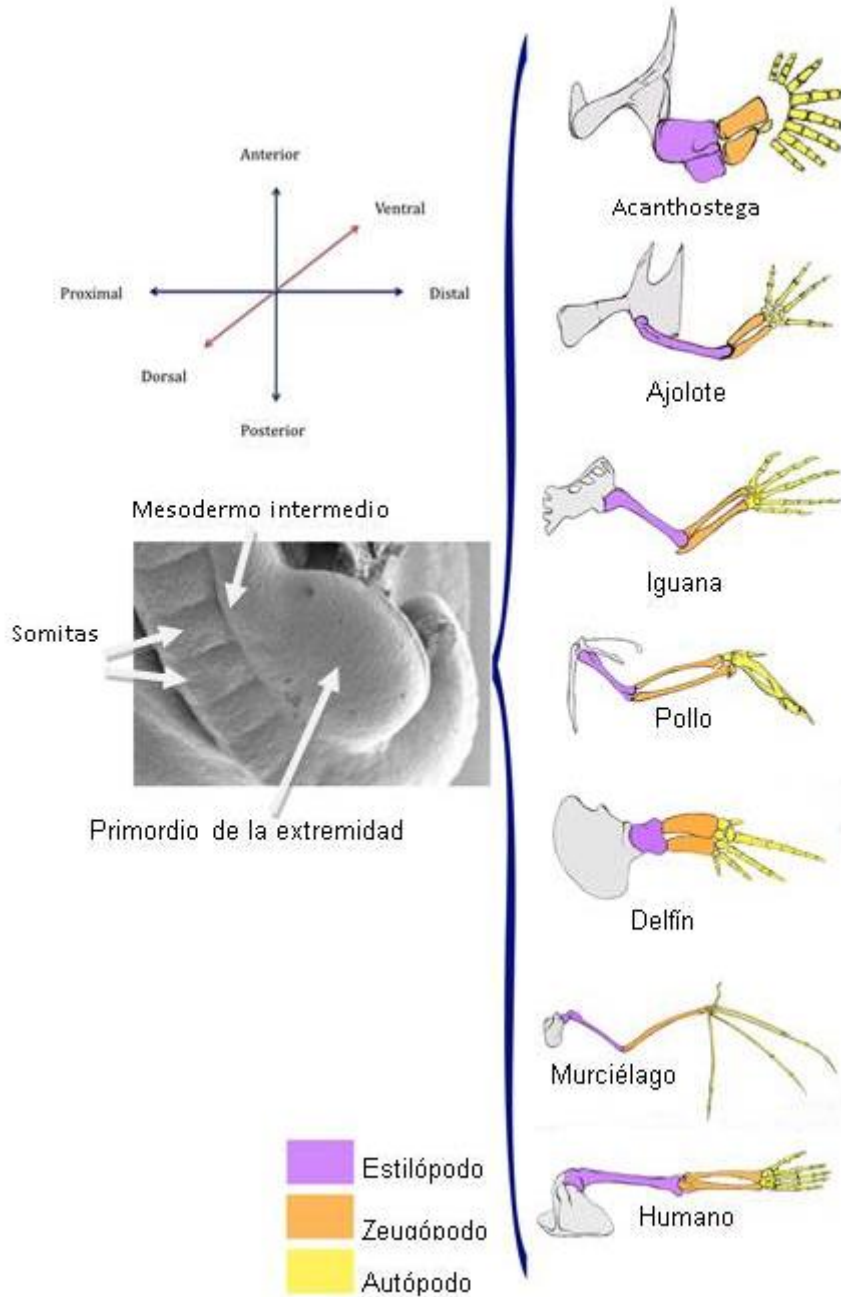 Anterior
Ventral
Proximal
Distal
Dorsal
Posterior
Mesodermo intermedio
Somitas
Primordio de la extremidad
Acanthostega
Ajolote
Iguana
Pollo
Delfín
Murciélago
Humano
Estilópodo
Zeugópodo
Autópodo